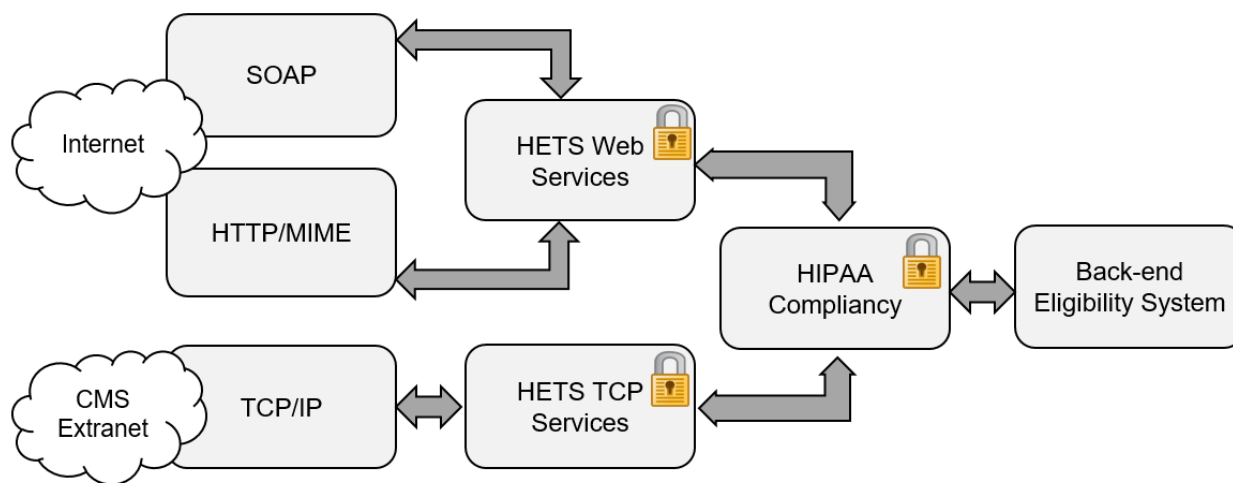 SOAP
Internet
HTTP/MIME
HETS Web
Services
HIPAA
Compliancy
Back-end
Eligibility System
CMS
Extranet
TCP/IP
HETS TCP
Services